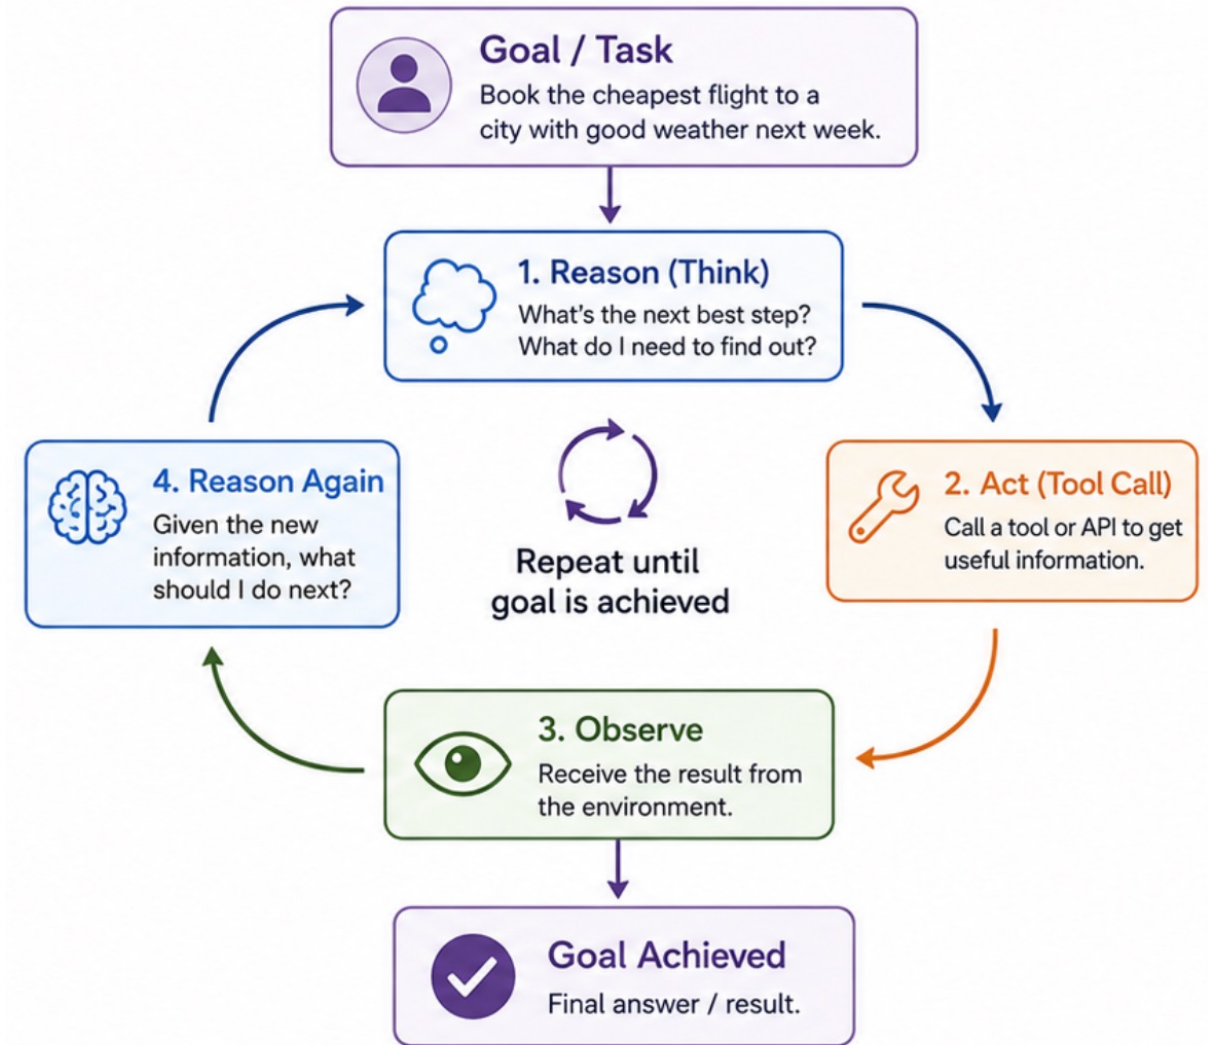 Goal / Task
Book the cheapest flight to a
city with good weather next week.
1. Reason (Think)
What's the next best step?
What do I need to find out?
2. Act (Tool Call)
Call a tool or API to get
useful information.
3. Observe
Receive the result from
the environment.
4. Reason Again
Given the new
information, what
should I do next?
Repeat until
goal is achieved
Goal Achieved
Final answer / result.